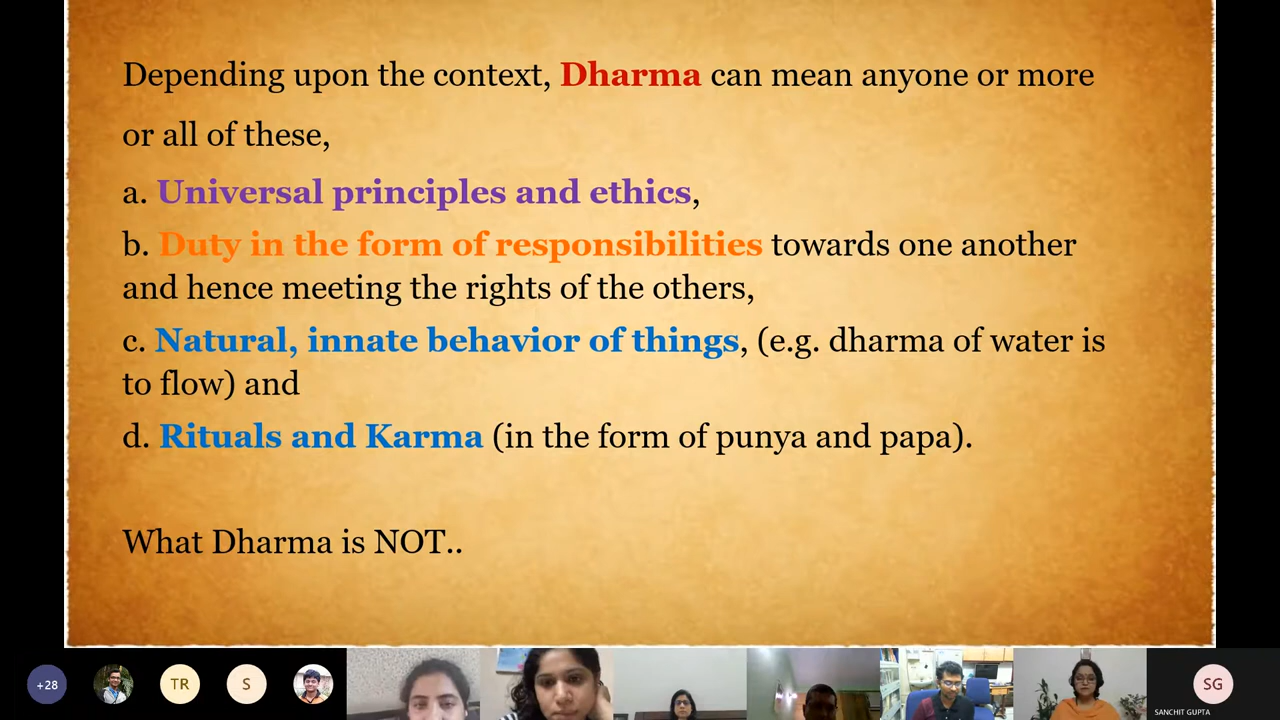 Depending upon the context, Dharma can mean anyone or more
or all of these,
a. Universal principles and ethics,
b. Duty in the form of responsibilities towards one another
and hence meeting the rights of the others,
c. Natural, innate behavior of things, (e.g. dharma of water is
to flow) and
d. Rituals and Karma (in the form of punya and papa).
What Dharma is NOT..
+28
TR
S
SG
SANCHIT GUPTA